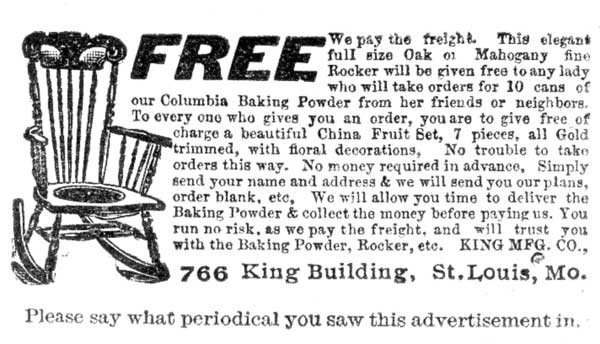 FREE We pay the freight. This elegant
full size Oak or Mahogany fine
Rocker will be given free to any lady
who will take orders for 10 cans of
our Columbia Baking Powder from her friends or neighbors.
To every one who gives you an order, you are to give free of
charge a beautiful China Fruit Set, 7 pieces, all Gold
trimmed, with floral decorations, No trouble to take
orders this way. No money required in advance, Simply
send your name and address & we will send you our plans,
order blank, etc, We will allow you time to deliver the
Baking Powder & collect the money before paying us. You
run no risk, as we pay the freight, and will trust you
with the Baking Powder, Rocker, etc. KING MFG. CO.,
766 King Building, St. Louis, Mo.
Please say what periodical you saw this advertisement in.